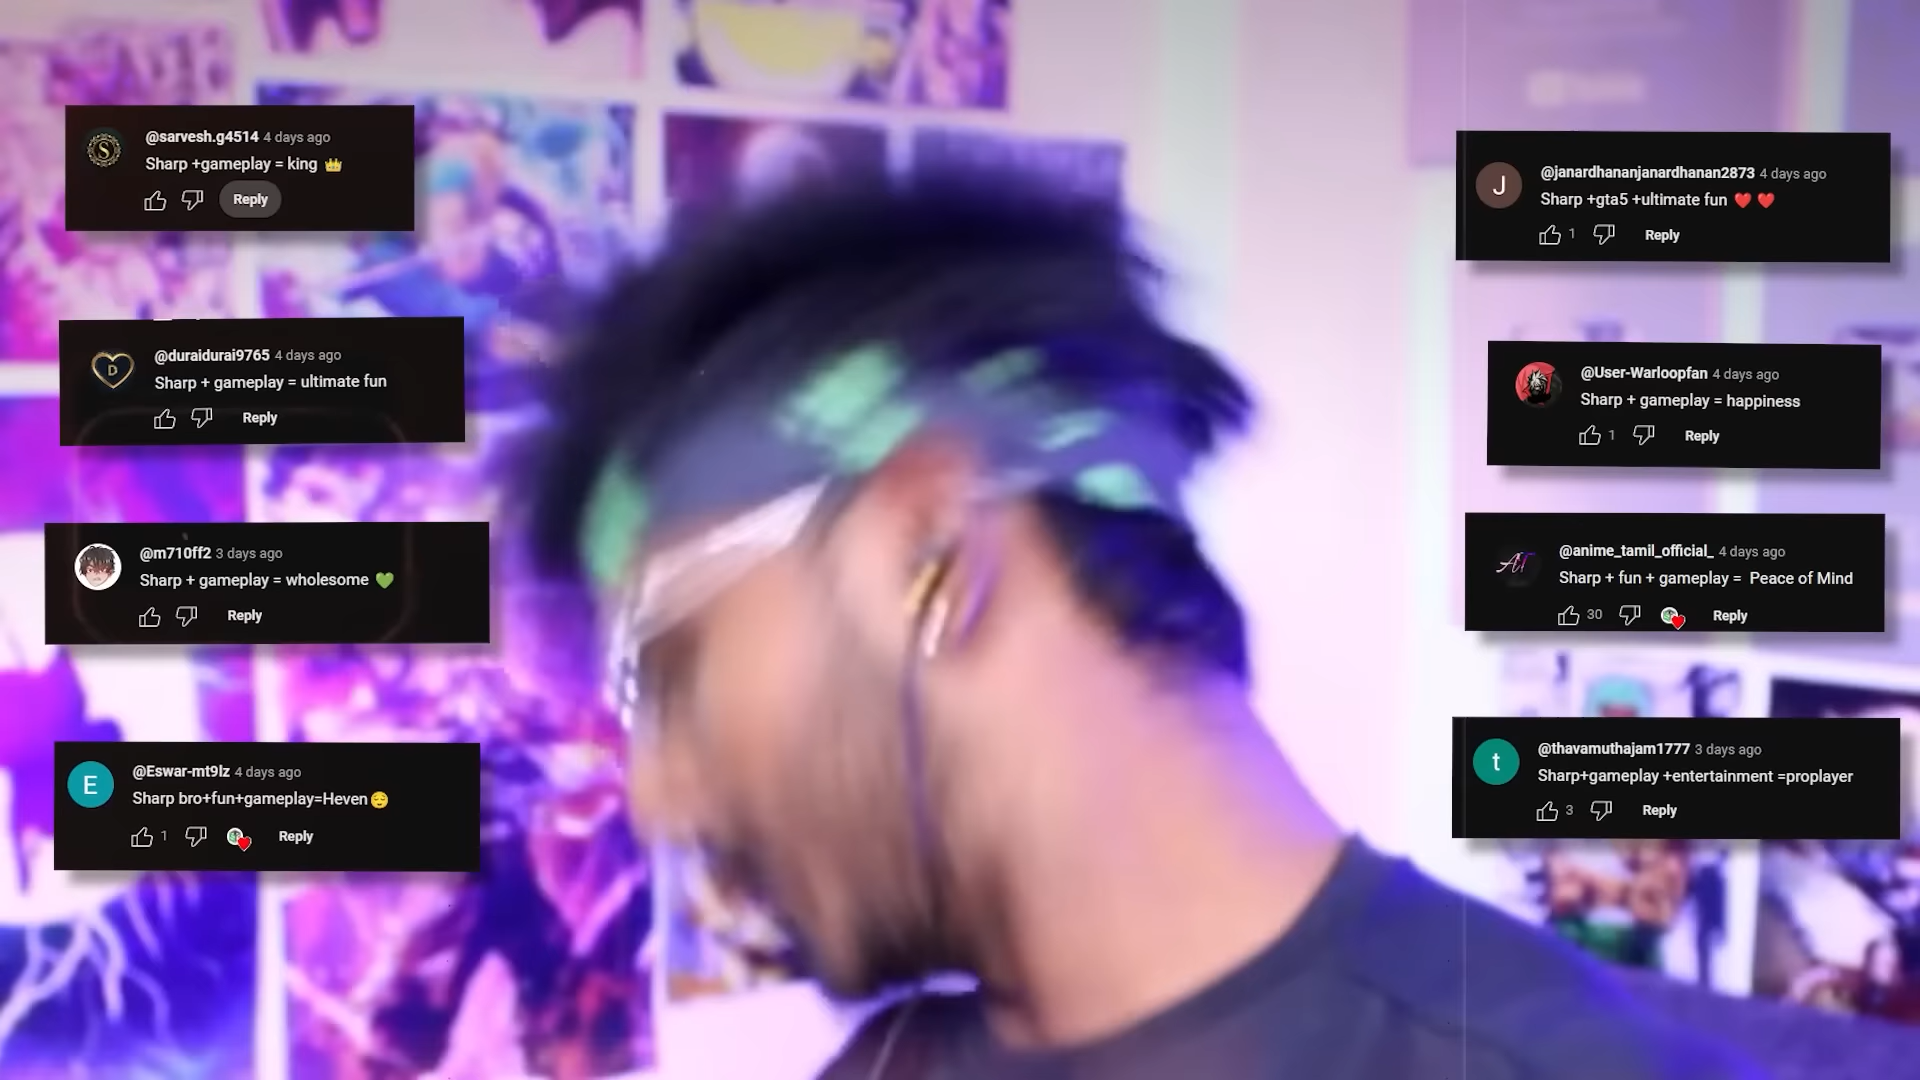 @sarvesh.g4514 4 days ago
Sharp +gameplay = king 👑
Reply
@duraidurai9765 4 days ago
Sharp + gameplay = ultimate fun
Reply
@m710ff2 3 days ago
Sharp + gameplay = wholesome 💚
Reply
@Eswar-mt9lz 4 days ago
Sharp bro+fun+gameplay=Heven😌
1 Reply
@janardhananjanardhanan2873 4 days ago
Sharp +gta5 +ultimate fun ❤️ ❤️
1 Reply
@User-Warloopfan 4 days ago
Sharp + gameplay = happiness
1 Reply
@anime_tamil_official_ 4 days ago
Sharp + fun + gameplay = Peace of Mind
30 Reply
@thavamuthajam1777 3 days ago
Sharp+gameplay +entertainment =proplayer
3 Reply
S
D
E
J
AT
t